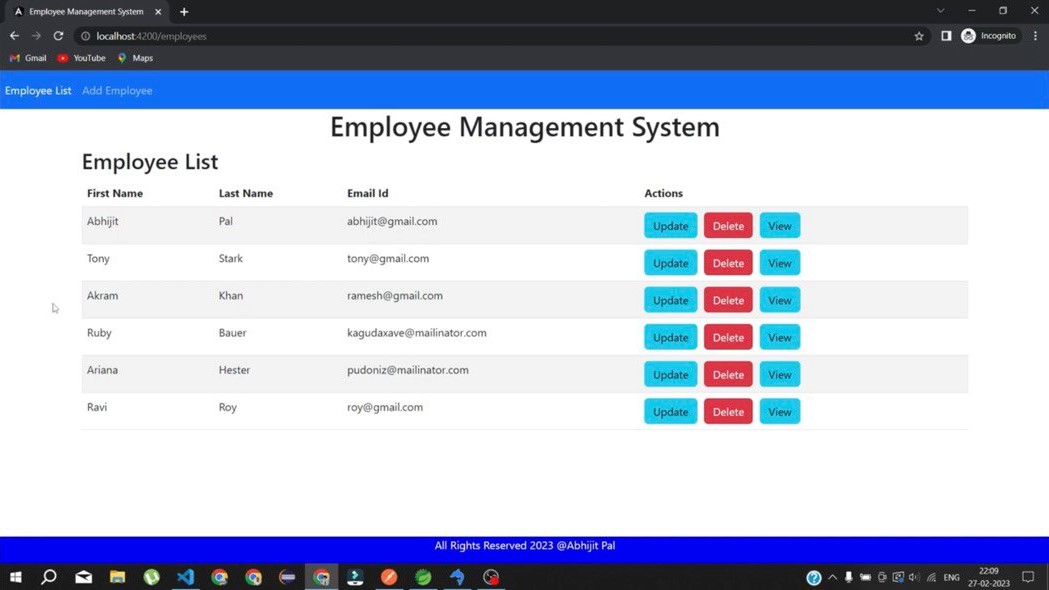 Employee Management System
localhost:4200/employees
Incognito
Gmail YouTube Maps
Employee List Add Employee
Employee Management System
Employee List
First Name Last Name Email Id Actions
Abhijit Pal abhijit@gmail.com Update Delete View
Tony Stark tony@gmail.com Update Delete View
Akram Khan ramesh@gmail.com Update Delete View
Ruby Bauer kagudaxave@mailinator.com Update Delete View
Ariana Hester pudoniz@mailinator.com Update Delete View
Ravi Roy roy@gmail.com Update Delete View
All Rights Reserved 2023 @Abhijit Pal
ENG
22:09
27-02-2023